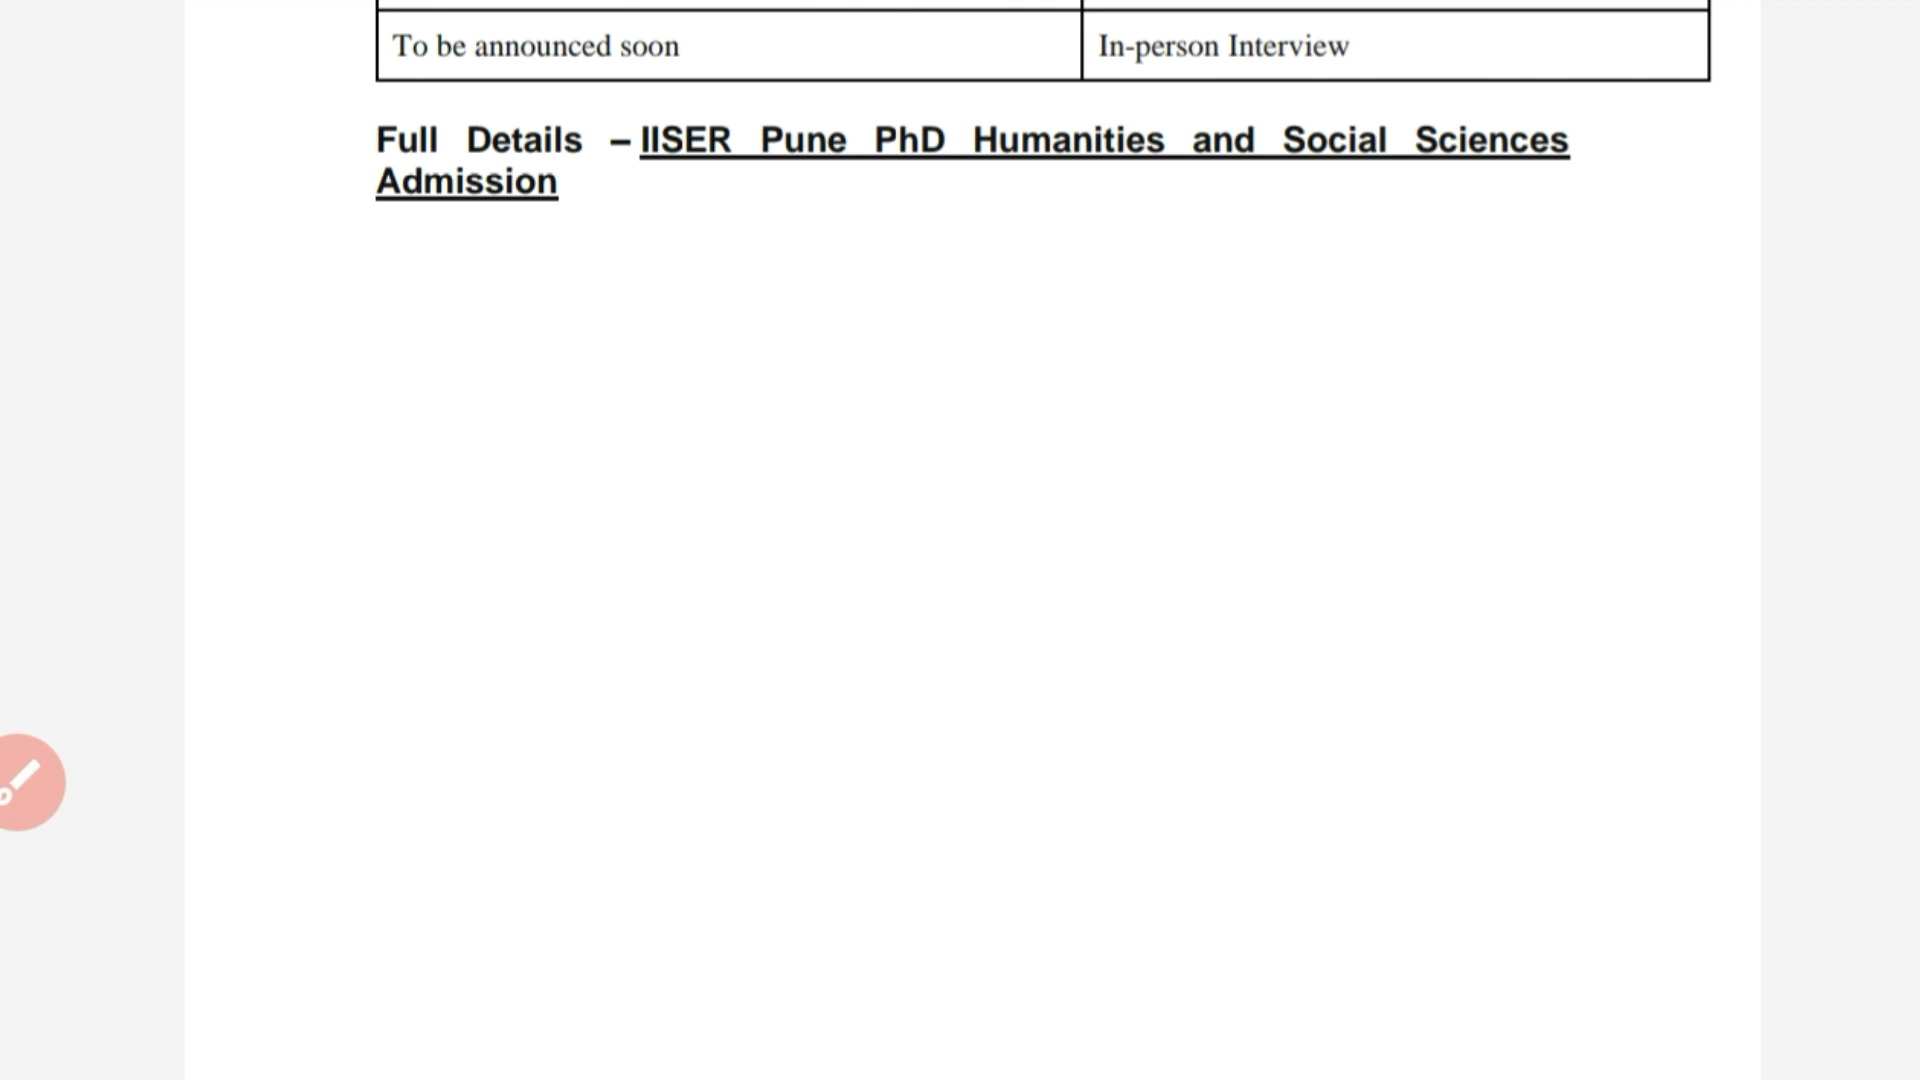 To be announced soon In-person Interview
Full Details – IISER Pune PhD Humanities and Social Sciences
Admission